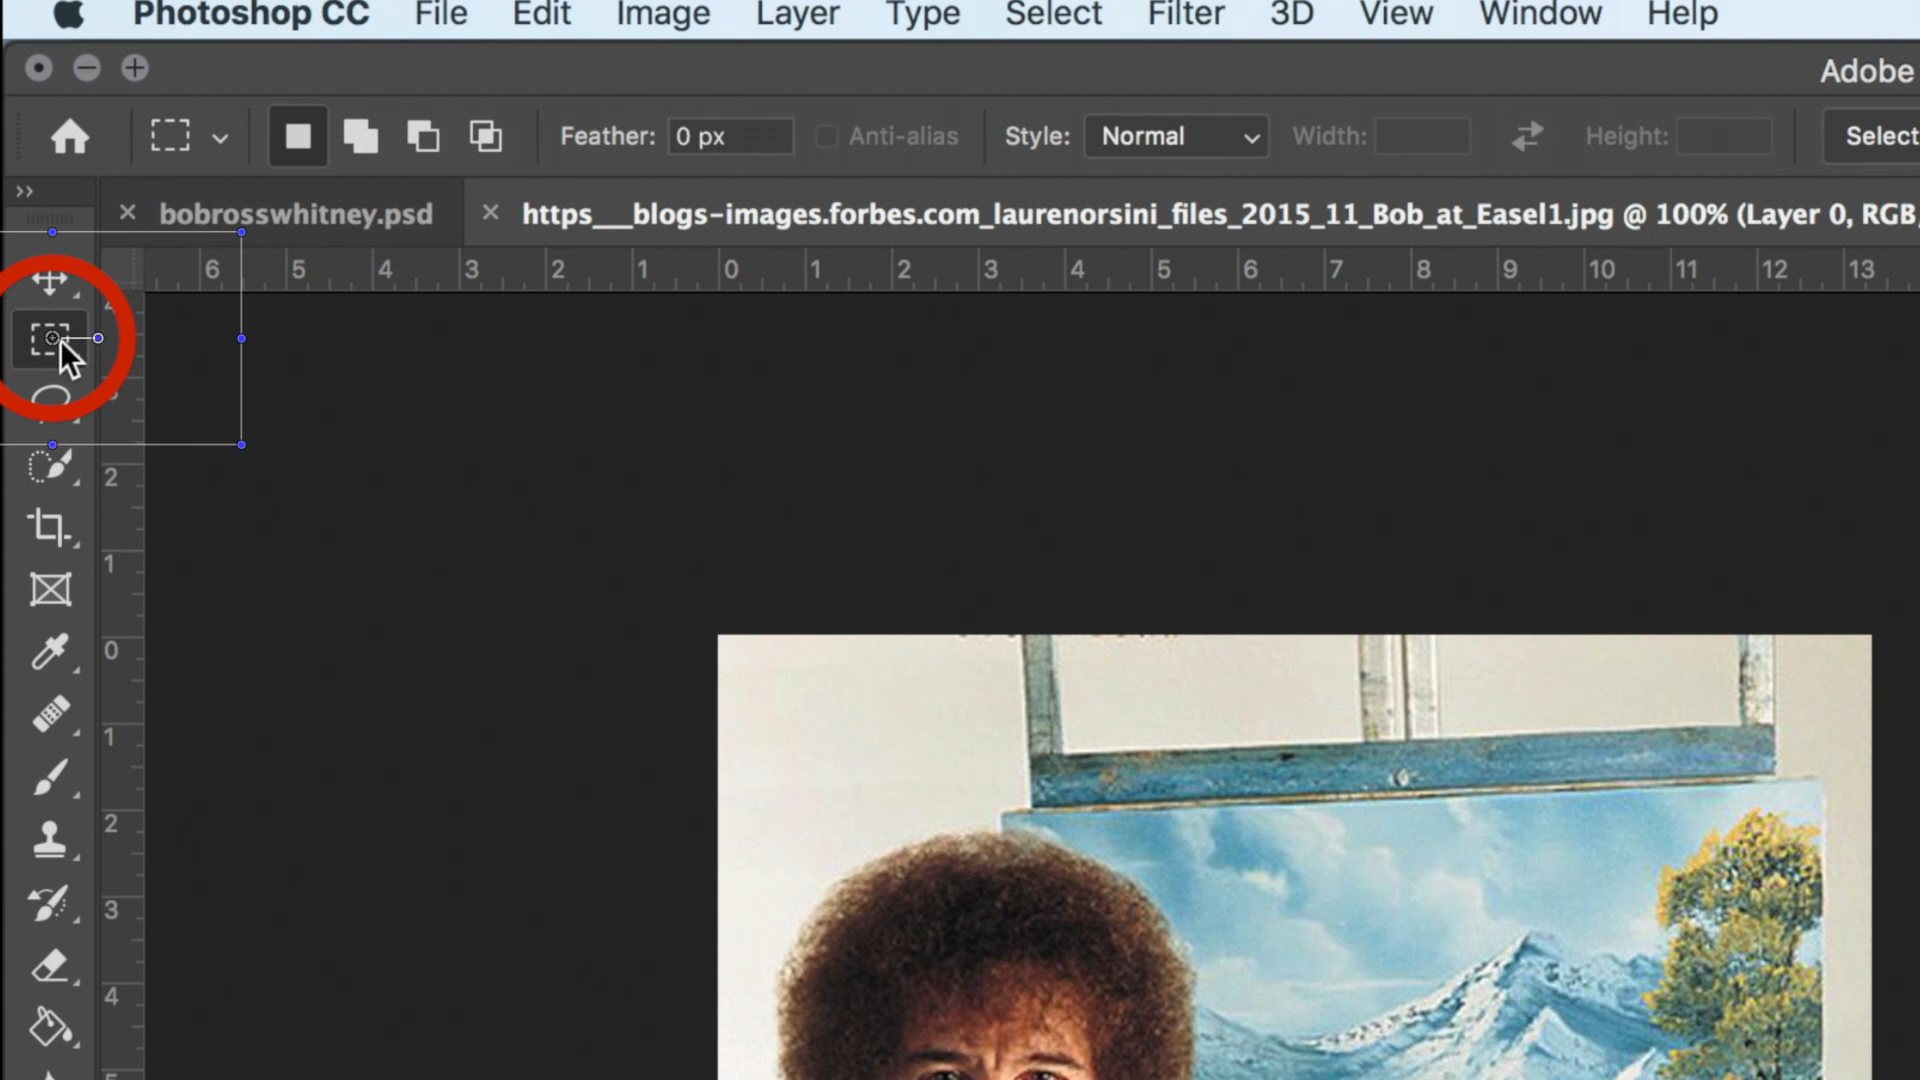 Photoshop CC File Edit Image Layer Type Select Filter 3D View Window Help
Adobe
Feather: 0 px Anti-alias Style: Normal Width: Height: Select
bobrosswhitney.psd https___blogs-images.forbes.com_laurenorsini_files_2015_11_Bob_at_Easel1.jpg @ 100% (Layer 0, RGB
6 5 4 3 2 1 0 1 2 3 4 5 6 7 8 9 10 11 12 13
2
1
0
1
2
3
4